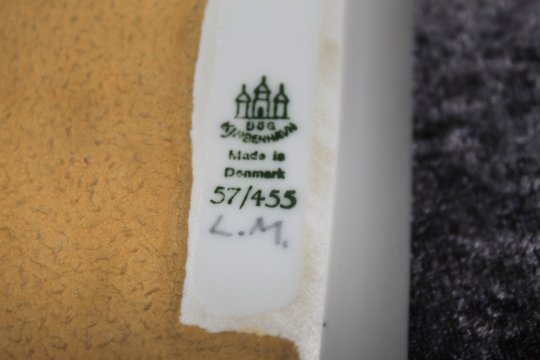 B&G
KJØBENHAVN
Made in
Denmark
57/455
L.M.